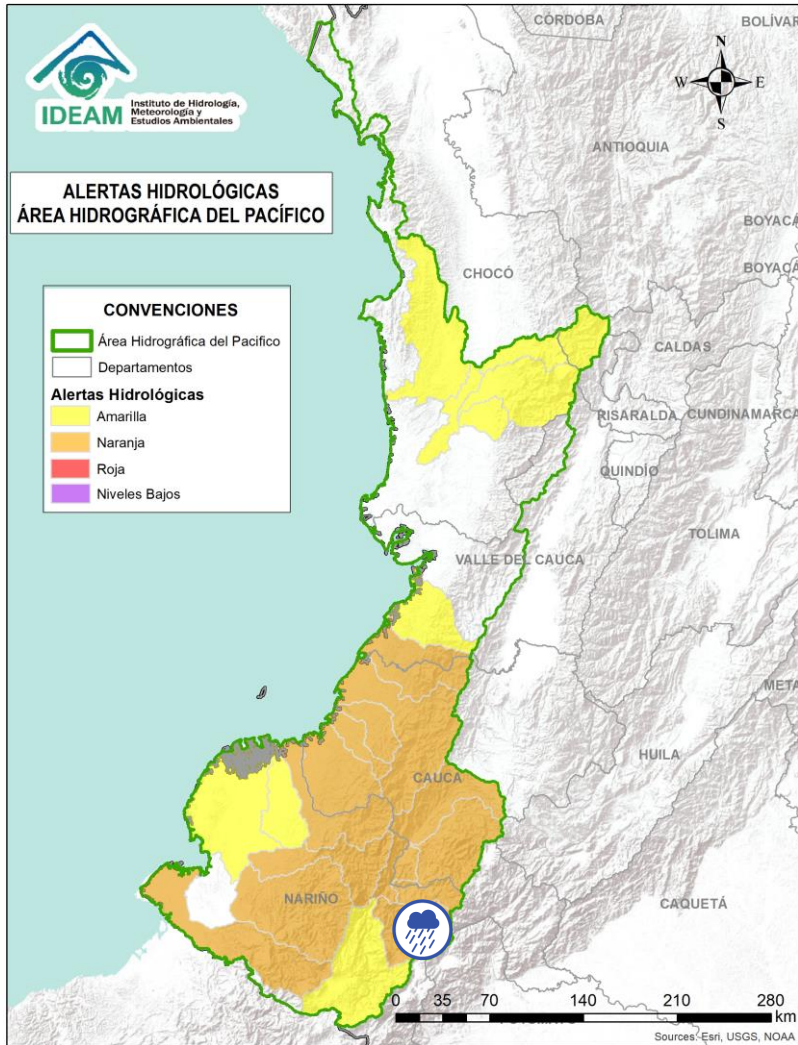 CÓRDOBA
BOLÍVAR
N
W
E
S
IDEAM
Instituto de Hidrología,
Meteorología y
Estudios Ambientales
ANTIOQUIA
ALERTAS HIDROLÓGICAS
ÁREA HIDROGRÁFICA DEL PACÍFICO
BOYACÁ
BOYACÁ
CHOCÓ
CONVENCIONES
Área Hidrográfica del Pacifico
Departamentos
Alertas Hidrológicas
Amarilla
Naranja
Roja
Niveles Bajos
CALDAS
RISARALDA
CUNDINAMARCA
QUINDÍO
TOLIMA
VALLE DEL CAUCA
META
HUILA
CAUCA
NARIÑO
CAQUETÁ
0 35 70 140 210 280
km
Sources: Esri, USGS, NOAA